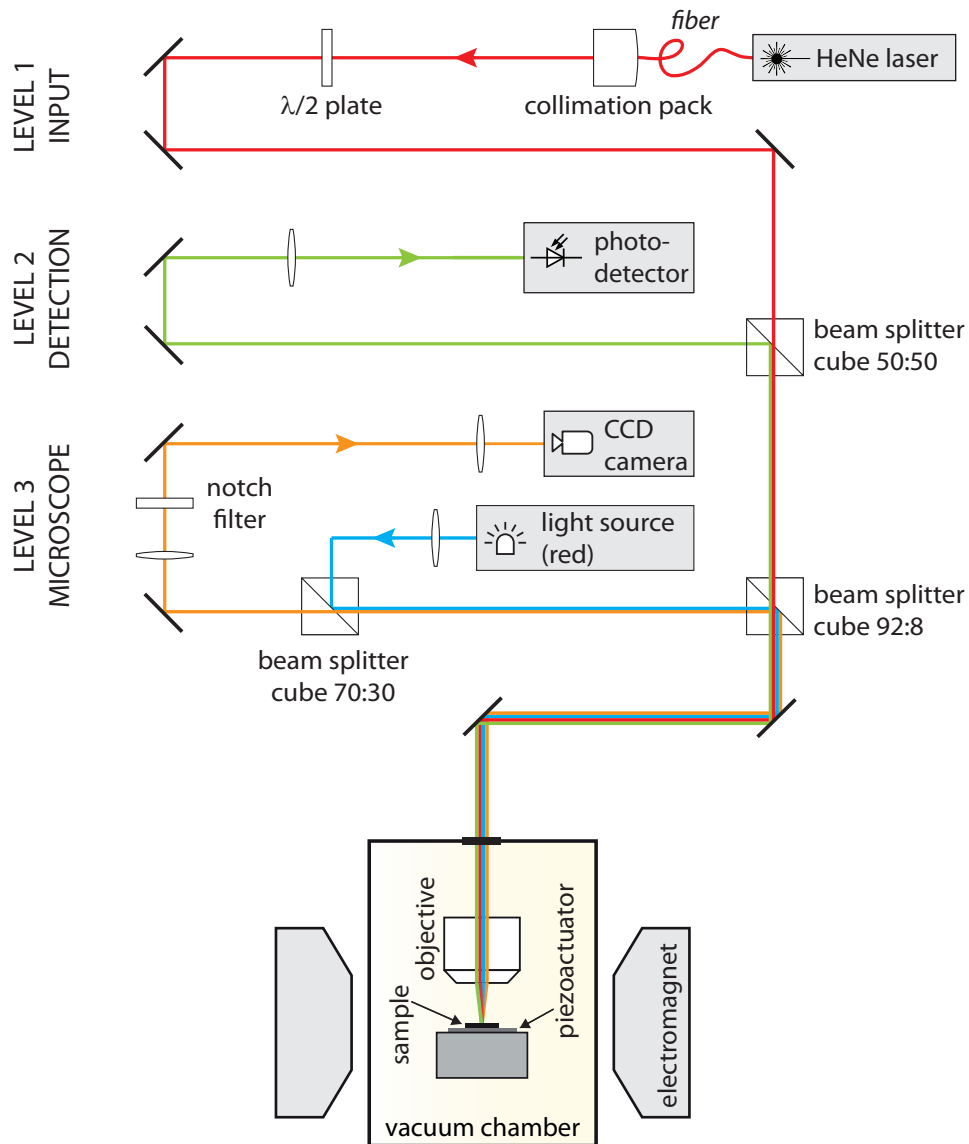 LEVEL 1
INPUT
fiber
HeNe laser
λ/2 plate
collimation pack
LEVEL 2
DETECTION
photo-
detector
beam splitter
cube 50:50
LEVEL 3
MICROSCOPE
CCD
camera
notch
filter
light source
(red)
beam splitter
cube 70:30
beam splitter
cube 92:8
objective
piezoactuator
sample
electromagnet
vacuum chamber